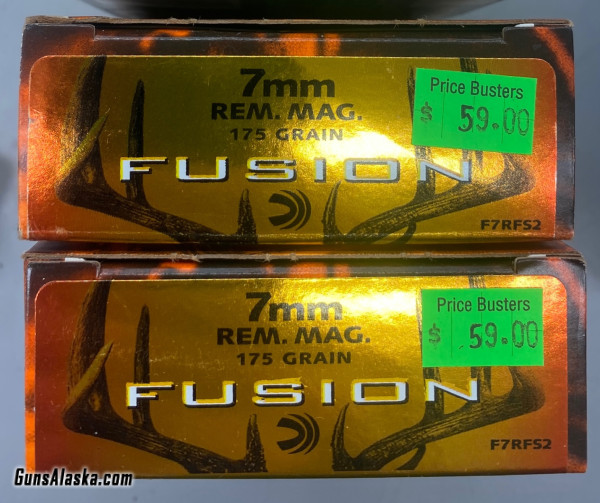 7mm
REM. MAG.
175 GRAIN
FUSION
F7RFS2
Price Busters
$ 59.00
7mm
REM. MAG.
175 GRAIN
FUSION
F7RFS2
Price Busters
$ 59.00
GunsAlaska.com